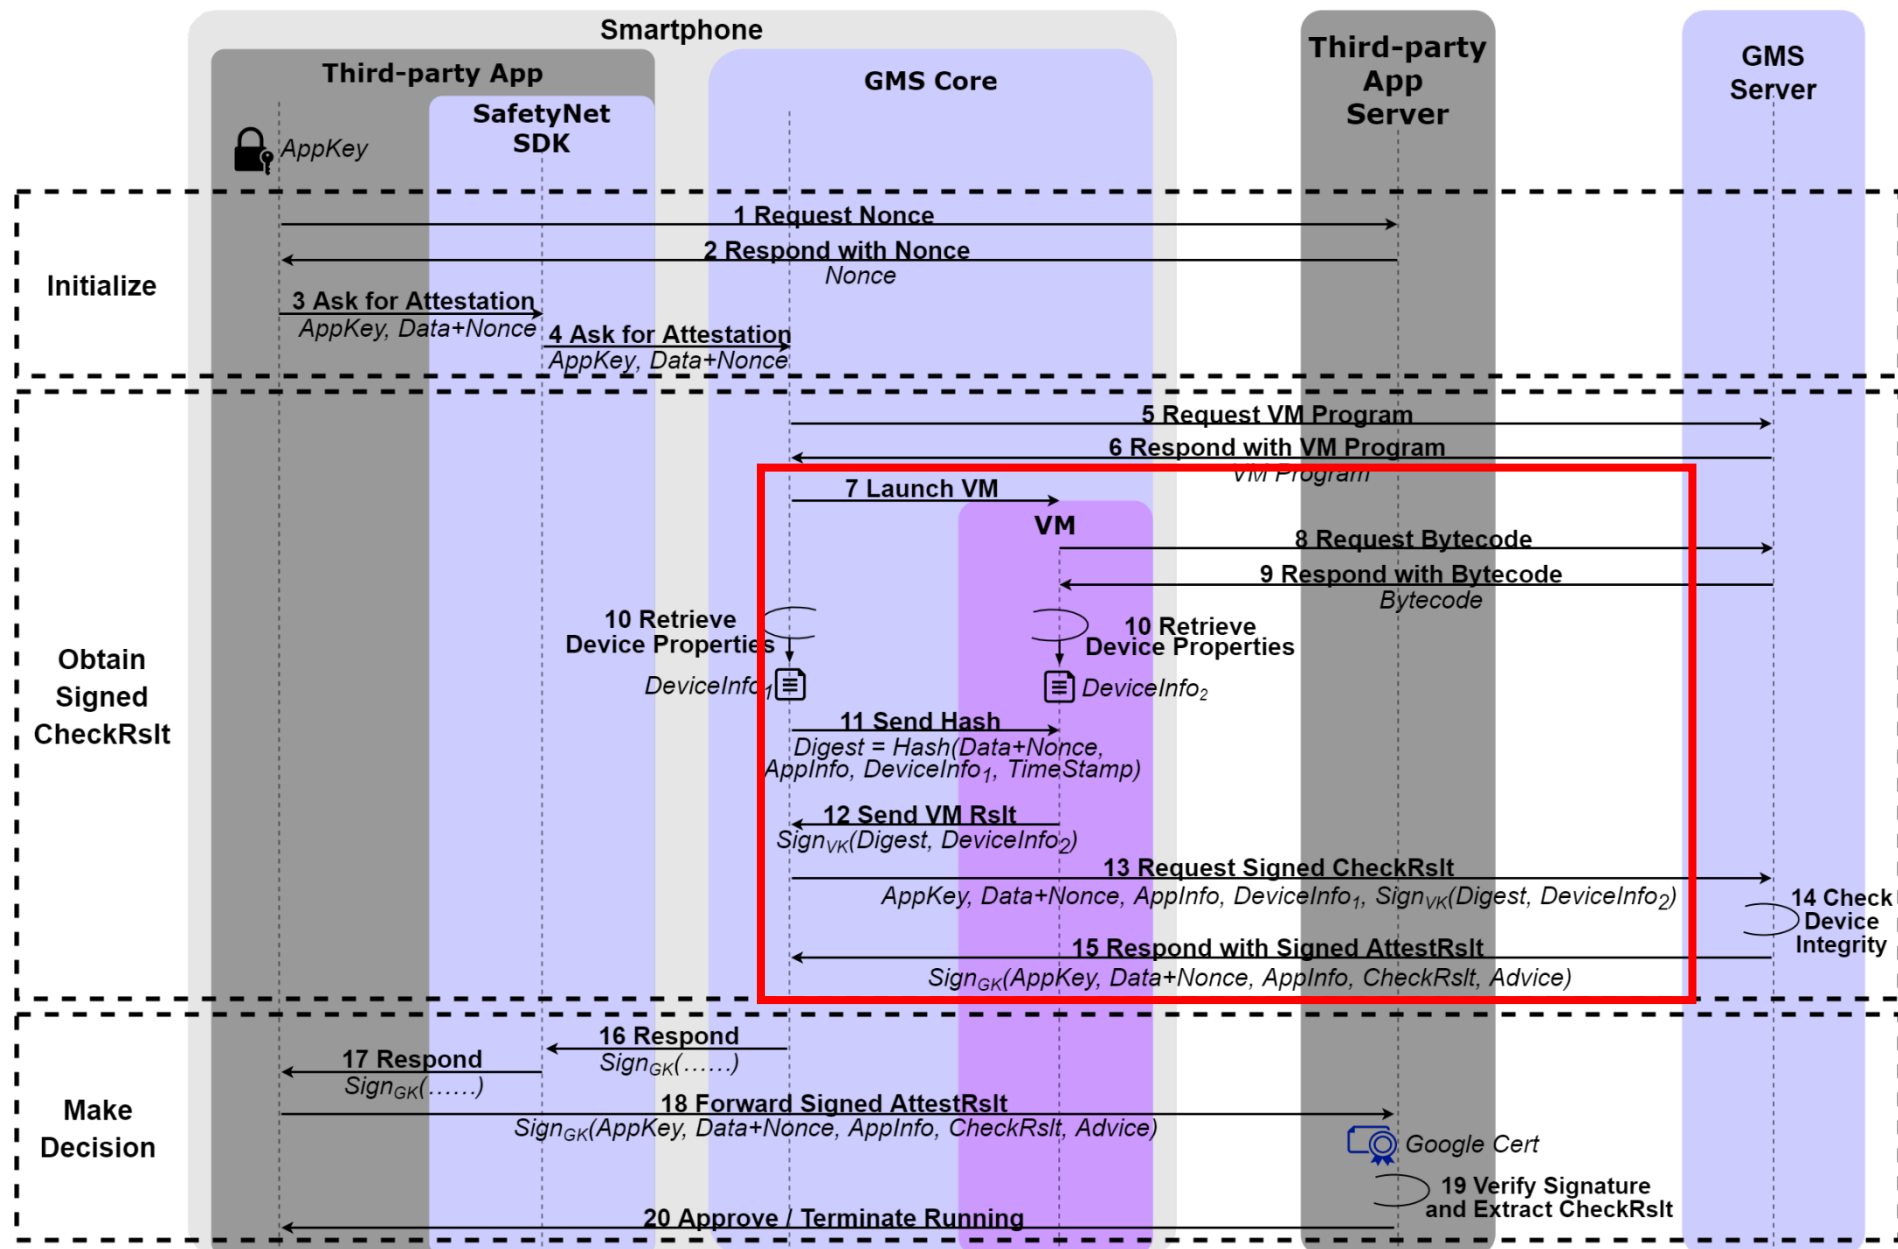 Smartphone
Third-party App
SafetyNet
SDK
GMS Core
Third-party
App
Server
GMS
Server
AppKey
Initialize
1 Request Nonce
2 Respond with Nonce
Nonce
3 Ask for Attestation
AppKey, Data+Nonce
4 Ask for Attestation
AppKey, Data+Nonce
Obtain
Signed
CheckRslt
5 Request VM Program
6 Respond with VM Program
VM Program
7 Launch VM
VM
8 Request Bytecode
9 Respond with Bytecode
Bytecode
10 Retrieve
Device Properties
DeviceInfo1
10 Retrieve
Device Properties
DeviceInfo2
11 Send Hash
Digest = Hash(Data+Nonce,
AppInfo, DeviceInfo1, TimeStamp)
12 Send VM Rslt
SignVK(Digest, DeviceInfo2)
13 Request Signed CheckRslt
AppKey, Data+Nonce, AppInfo, DeviceInfo1, SignVK(Digest, DeviceInfo2)
14 Check
Device
Integrity
15 Respond with Signed AttestRslt
SignGK(AppKey, Data+Nonce, AppInfo, CheckRslt, Advice)
Make
Decision
16 Respond
SignGK(......)
17 Respond
SignGK(......)
18 Forward Signed AttestRslt
SignGK(AppKey, Data+Nonce, AppInfo, CheckRslt, Advice)
Google Cert
19 Verify Signature
and Extract CheckRslt
20 Approve / Terminate Running